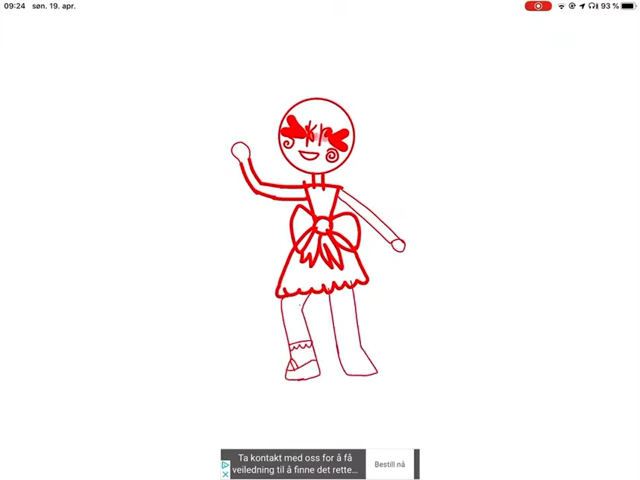 09:24 søn. 19. apr.
93 %
Ta kontakt med oss for å få
veiledning til å finne det rette...
Bestill nå